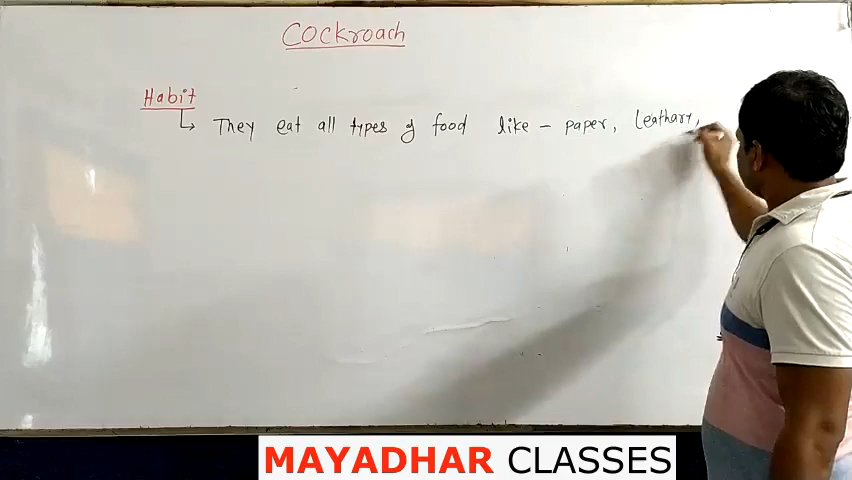 Cockroach
Habit
They eat all types of food like - paper, Leathary,
MAYADHAR CLASSES